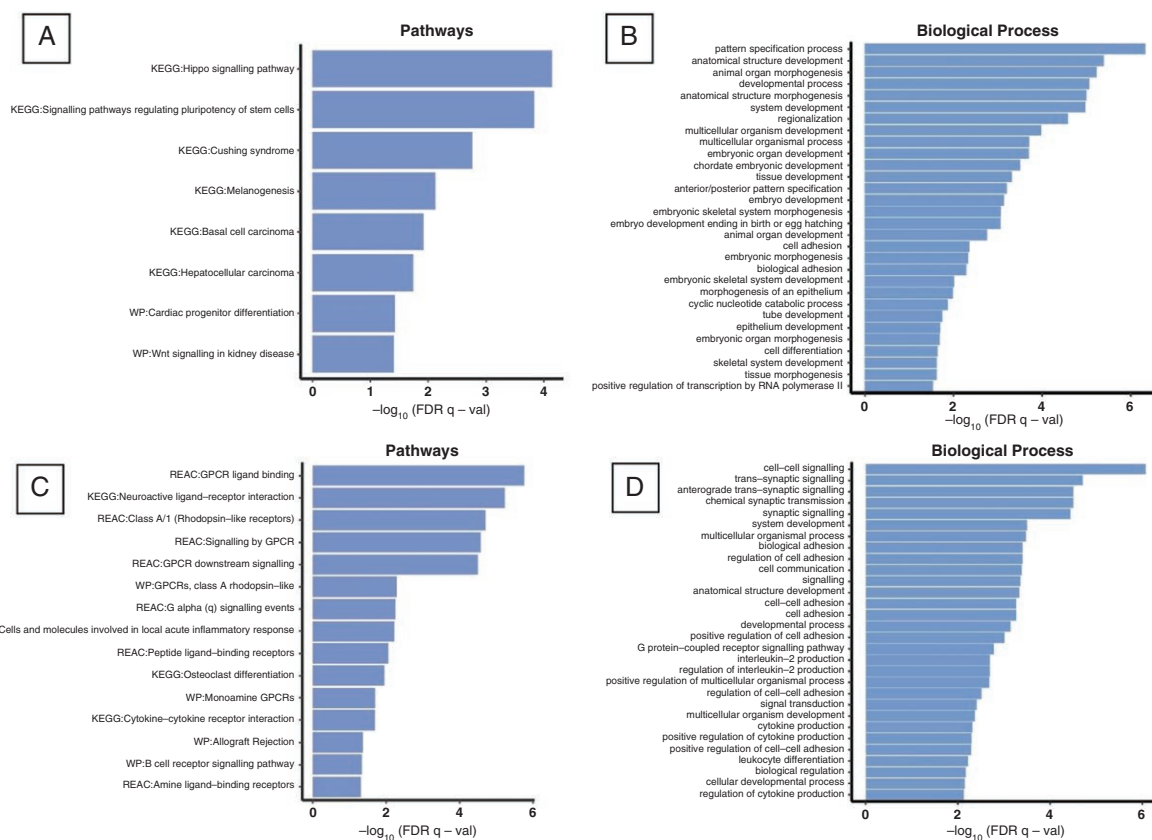 A
Pathways
KEGG:Hippo signalling pathway
KEGG:Signalling pathways regulating pluripotency of stem cells
KEGG:Cushing syndrome
KEGG:Melanogenesis
KEGG:Basal cell carcinoma
KEGG:Hepatocellular carcinoma
WP:Cardiac progenitor differentiation
WP:Wnt signalling in kidney disease
0 1 2 3 4
–log10 (FDR q – val)
B
Biological Process
pattern specification process
anatomical structure development
animal organ morphogenesis
developmental process
anatomical structure morphogenesis
system development
regionalization
multicellular organism development
multicellular organismal process
embryonic organ development
chordate embryonic development
tissue development
anterior/posterior pattern specification
embryo development
embryonic skeletal system morphogenesis
embryo development ending in birth or egg hatching
animal organ development
cell adhesion
embryonic morphogenesis
biological adhesion
embryonic skeletal system development
morphogenesis of an epithelium
cyclic nucleotide catabolic process
tube development
epithelium development
embryonic organ morphogenesis
cell differentiation
skeletal system development
tissue morphogenesis
positive regulation of transcription by RNA polymerase II
0 2 4 6
–log10 (FDR q – val)
C
Pathways
REAC:GPCR ligand binding
KEGG:Neuroactive ligand–receptor interaction
REAC:Class A/1 (Rhodopsin–like receptors)
REAC:Signalling by GPCR
REAC:GPCR downstream signalling
WP:GPCRs, class A rhodopsin–like
REAC:G alpha (q) signalling events
Cells and molecules involved in local acute inflammatory response
REAC:Peptide ligand–binding receptors
KEGG:Osteoclast differentiation
WP:Monoamine GPCRs
KEGG:Cytokine–cytokine receptor interaction
WP:Allograft Rejection
WP:B cell receptor signalling pathway
REAC:Amine ligand–binding receptors
0 2 4 6
–log10 (FDR q – val)
D
Biological Process
cell–cell signalling
trans–synaptic signalling
anterograde trans–synaptic signalling
chemical synaptic transmission
synaptic signalling
system development
multicellular organismal process
biological adhesion
regulation of cell adhesion
cell communication
signalling
anatomical structure development
cell–cell adhesion
cell adhesion
developmental process
positive regulation of cell adhesion
G protein–coupled receptor signalling pathway
interleukin–2 production
regulation of interleukin–2 production
positive regulation of multicellular organismal process
regulation of cell–cell adhesion
signal transduction
multicellular organism development
cytokine production
positive regulation of cytokine production
positive regulation of cell–cell adhesion
leukocyte differentiation
biological regulation
cellular developmental process
regulation of cytokine production
0 2 4 6
–log10 (FDR q – val)